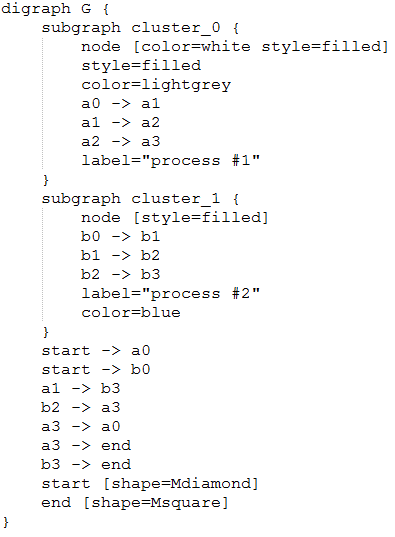 digraph G {
    subgraph cluster_0 {
        node [color=white style=filled]
        style=filled
        color=lightgrey
        a0 -> a1
        a1 -> a2
        a2 -> a3
        label="process #1"
    }
    subgraph cluster_1 {
        node [style=filled]
        b0 -> b1
        b1 -> b2
        b2 -> b3
        label="process #2"
        color=blue
    }
    start -> a0
    start -> b0
    a1 -> b3
    b2 -> a3
    a3 -> a0
    a3 -> end
    b3 -> end
    start [shape=Mdiamond]
    end [shape=Msquare]
}